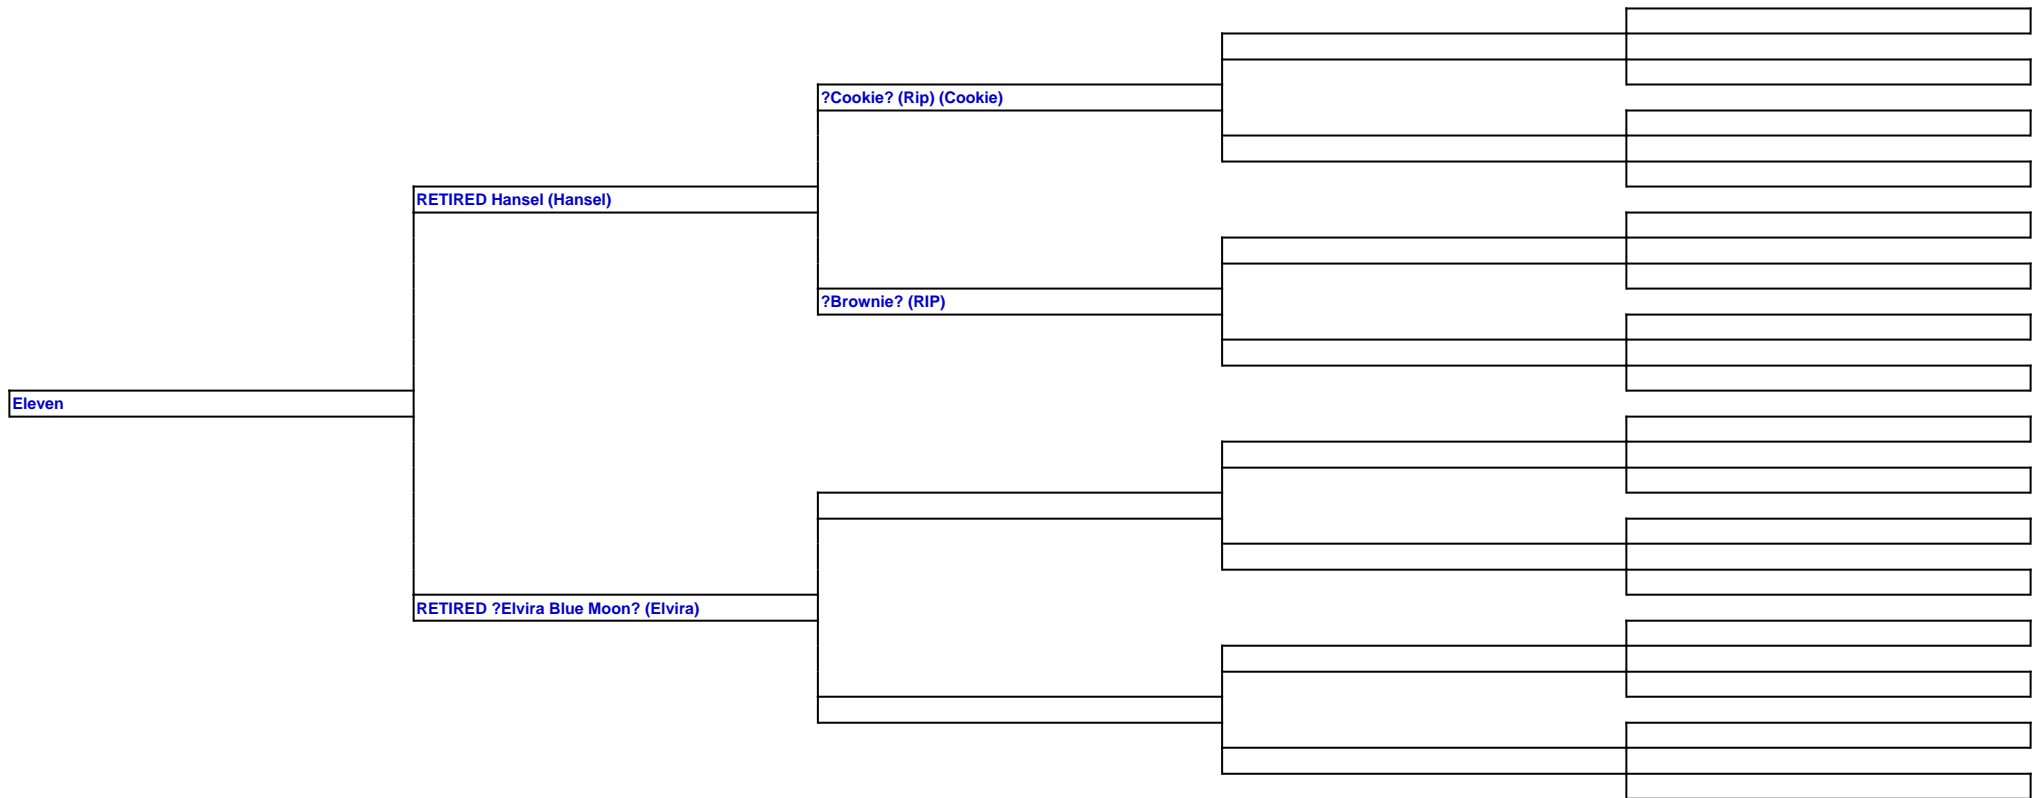 ?Cookie? (Rip) (Cookie)
RETIRED Hansel (Hansel)
?Brownie? (RIP)
Eleven
RETIRED ?Elvira Blue Moon? (Elvira)